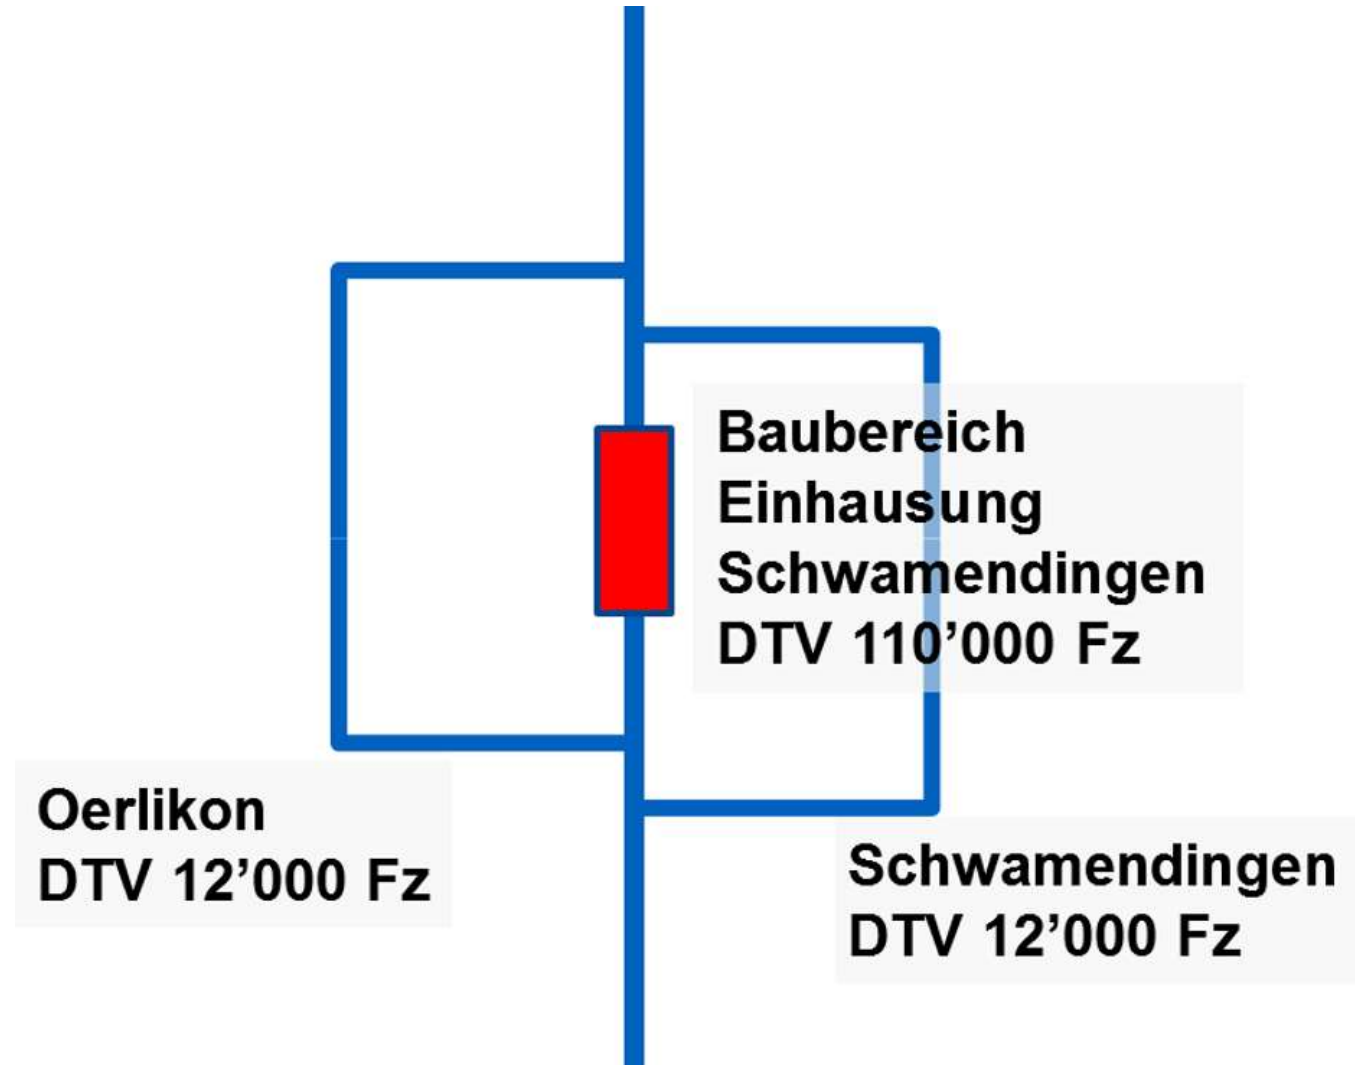 Baubereich
Einhausung
Schwamendingen
DTV 110’000 Fz
Oerlikon
DTV 12’000 Fz
Schwamendingen
DTV 12’000 Fz